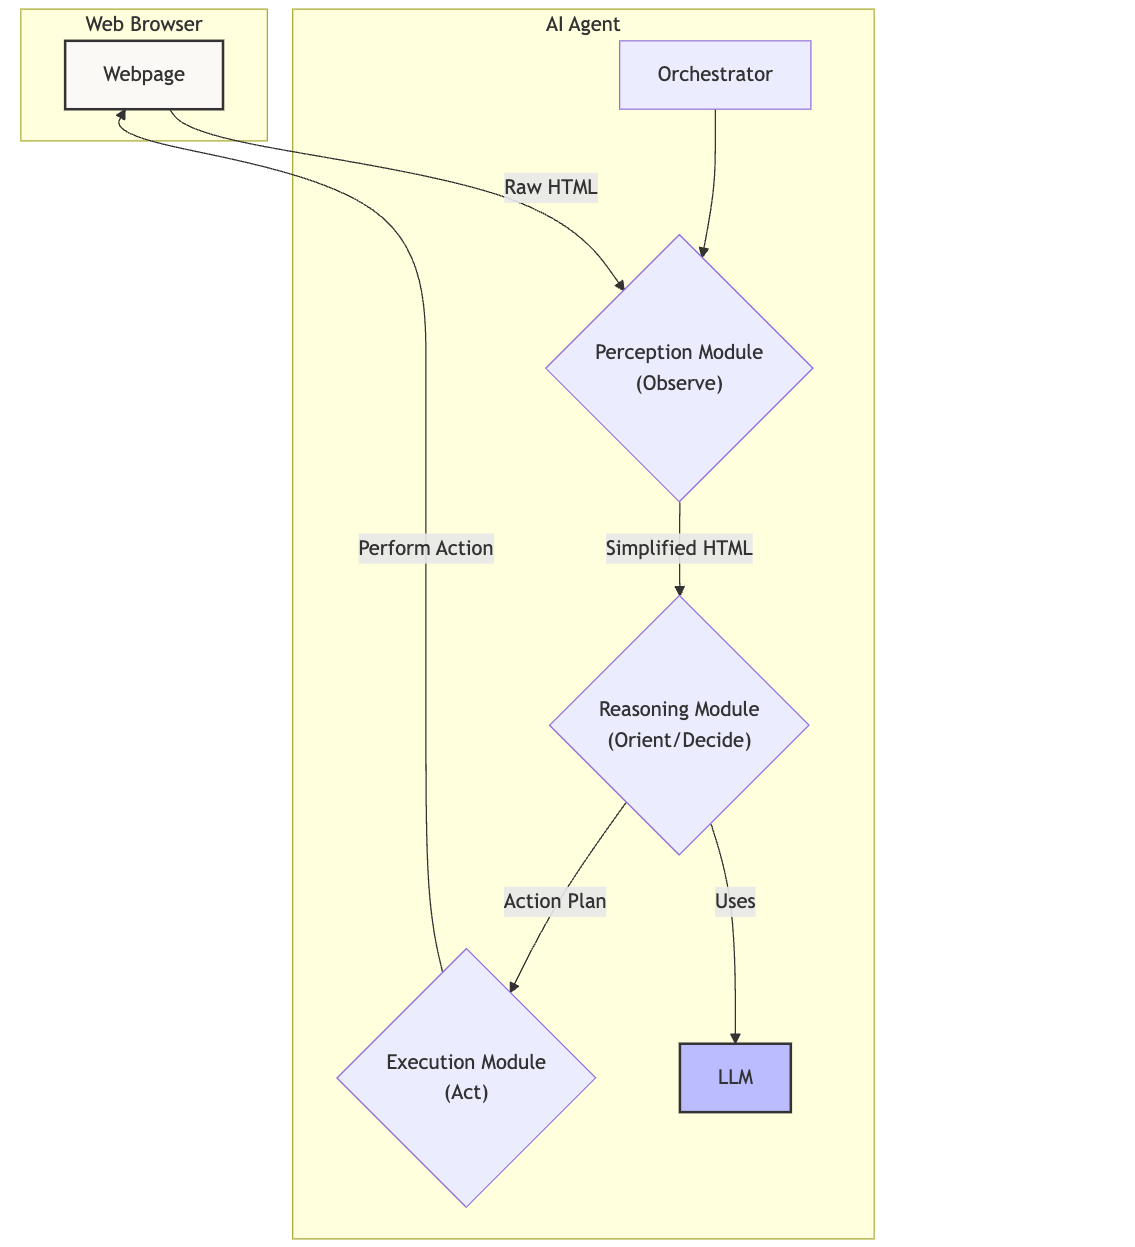 Web Browser
AI Agent
Webpage
Orchestrator
Raw HTML
Perception Module
(Observe)
Perform Action
Simplified HTML
Reasoning Module
(Orient/Decide)
Action Plan
Uses
Execution Module
(Act)
LLM